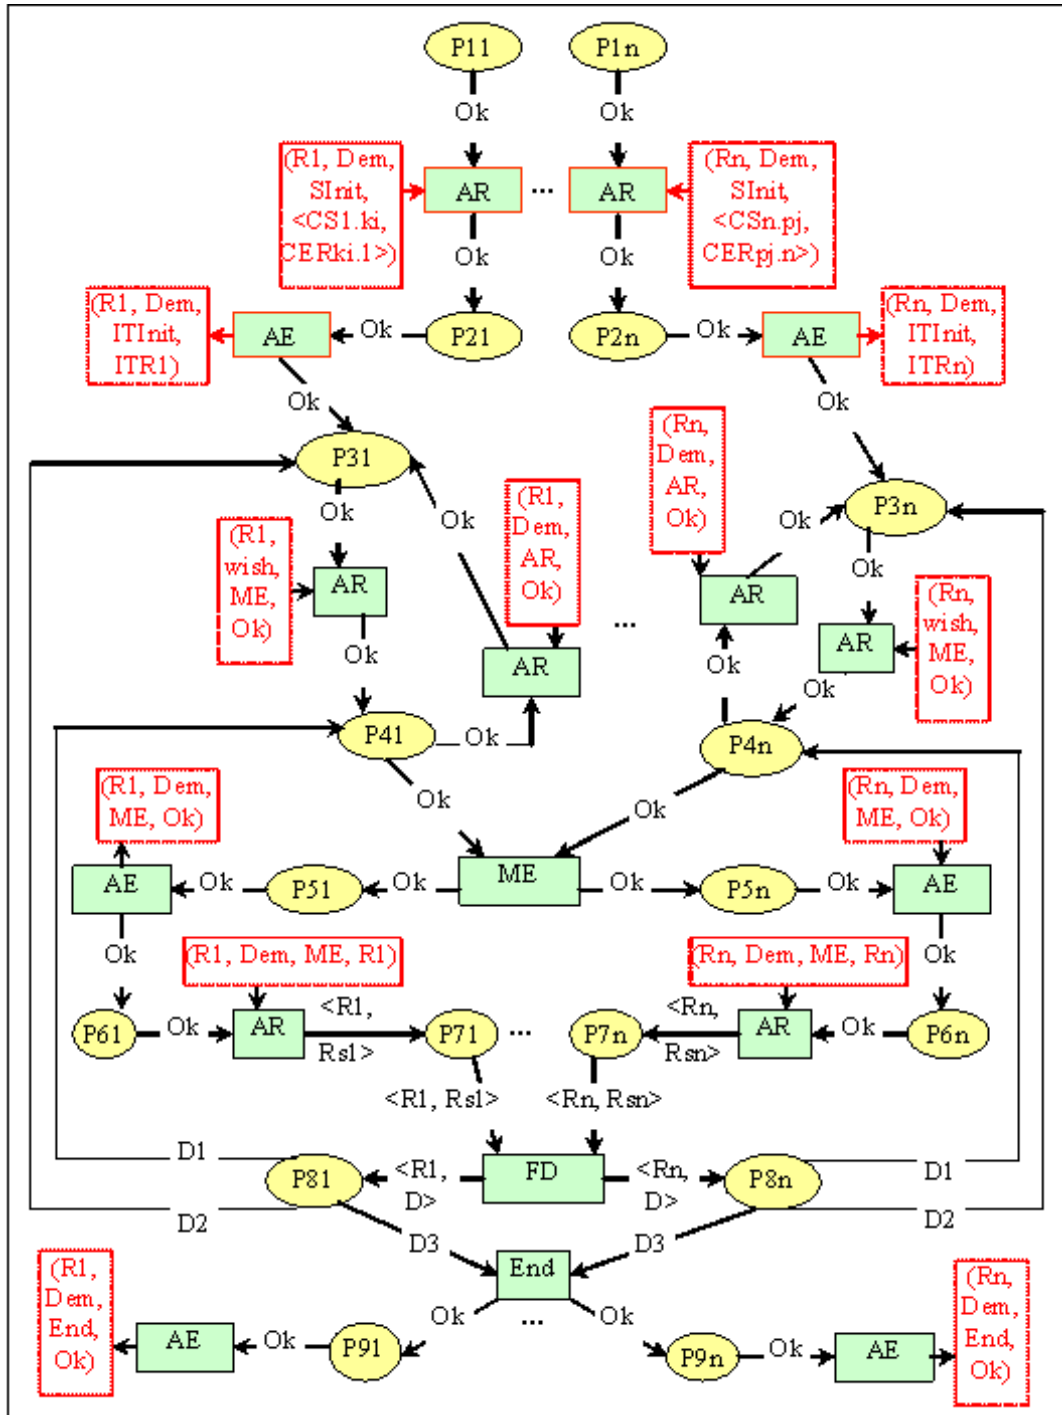 P11
P1n
Ok
Ok
(R1, Dem,
SInit,
<CS1.ki,
CERki.1>)
AR
...
AR
(Rn, Dem,
SInit,
<CSn.pj,
CERpj.n>)
Ok
Ok
(R1, Dem,
ITInit,
ITR1)
AE
Ok
P21
P2n
Ok
AE
(Rn, Dem,
ITInit,
ITRn)
Ok
Ok
P31
(Rn,
Dem,
AR,
Ok)
P3n
Ok
Ok
(R1,
Dem,
AR,
Ok)
Ok
Ok
(R1,
wish,
ME,
Ok)
AR
AR
(Rn,
wish,
ME,
Ok)
...
AR
Ok
AR
Ok
Ok
P41
Ok
P4n
Ok
Ok
(R1, Dem,
ME, Ok)
(Rn, Dem,
ME, Ok)
AE
Ok
P51
Ok
ME
Ok
P5n
Ok
AE
Ok
Ok
(R1, Dem, ME, R1)
(Rn, Dem, ME, Rn)
P61
Ok
AR
<R1,
Rs1>
P71
...
P7n
<Rn,
Rsn>
AR
Ok
P6n
<R1, Rs1>
<Rn, Rsn>
D1
P81
<R1,
D>
FD
<Rn,
D>
P8n
D1
D2
D2
D3
D3
End
(R1,
Dem,
End,
Ok)
Ok
...
Ok
(Rn,
Dem,
End,
Ok)
AE
Ok
P91
P9n
Ok
AE